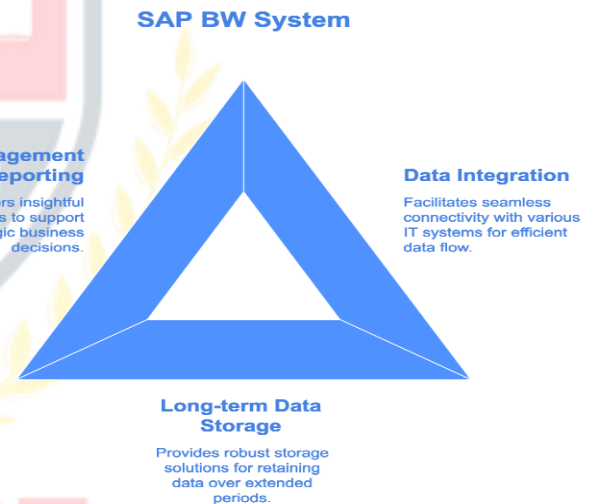 SAP BW System
agement
eporting
rs insightful
s to support
gic business
decisions.
Data Integration
Facilitates seamless
connectivity with various
IT systems for efficient
data flow.
Long-term Data
Storage
Provides robust storage
solutions for retaining
data over extended
periods.